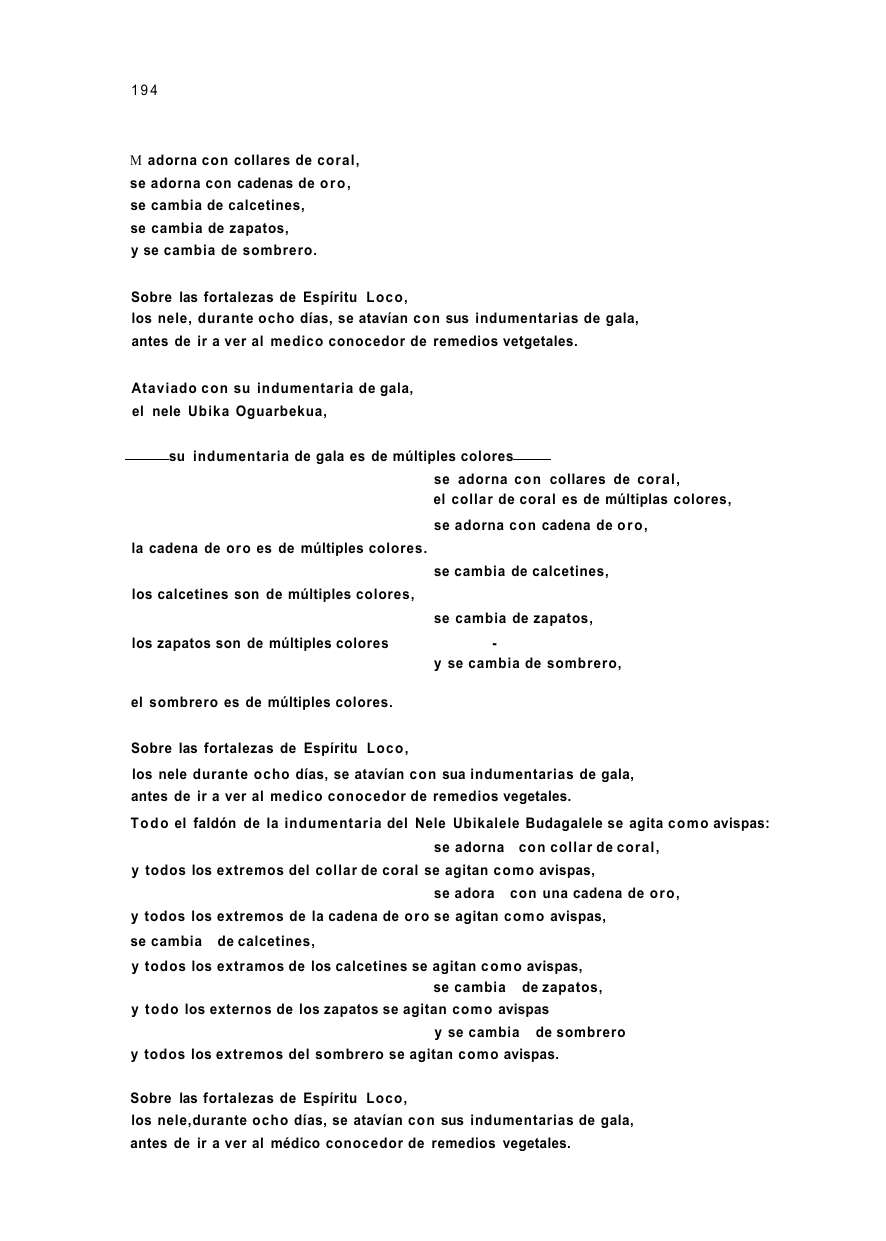 194
M adorna con collares de coral,
se adorna con cadenas de oro,
se cambia de calcetines,
se cambia de zapatos,
y se cambia de sombrero.
Sobre las fortalezas de Espíritu Loco,
los nele, durante ocho días, se atavían con sus indumentarias de gala,
antes de ir a ver al medico conocedor de remedios vetgetales.
Ataviado con su indumentaria de gala,
el nele Ubika Oguarbekua,
su indumentaria de gala es de múltiples colores
se adorna con collares de coral,
el collar de coral es de múltiplas colores,
se adorna con cadena de oro,
la cadena de oro es de múltiples colores.
se cambia de calcetines,
los calcetines son de múltiples colores,
se cambia de zapatos,
los zapatos son de múltiples colores -
y se cambia de sombrero,
el sombrero es de múltiples colores.
Sobre las fortalezas de Espíritu Loco,
los nele durante ocho días, se atavían con sua indumentarias de gala,
antes de ir a ver al medico conocedor de remedios vegetales.
Todo el faldón de la indumentaria del Nele Ubikalele Budagalele se agita como avispas:
se adorna con collar de coral,
y todos los extremos del collar de coral se agitan como avispas,
se adora con una cadena de oro,
y todos los extremos de la cadena de oro se agitan como avispas,
se cambia de calcetines,
y todos los extramos de los calcetines se agitan como avispas,
se cambia de zapatos,
y todo los externos de los zapatos se agitan como avispas
y se cambia de sombrero
y todos los extremos del sombrero se agitan como avispas.
Sobre las fortalezas de Espíritu Loco,
los nele,durante ocho días, se atavían con sus indumentarias de gala,
antes de ir a ver al médico conocedor de remedios vegetales.